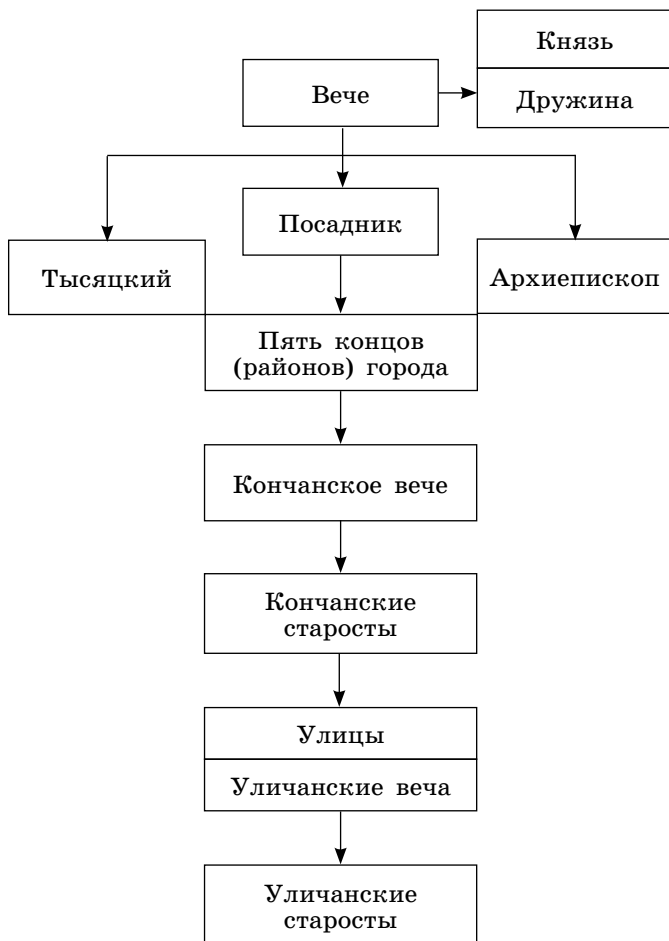 Князь
Вече
Дружина
Посадник
Тысяцкий
Архиепископ
Пять концов
(районов) города
Кончанское вече
Кончанские
старосты
Улицы
Уличанские веча
Уличанские
старосты